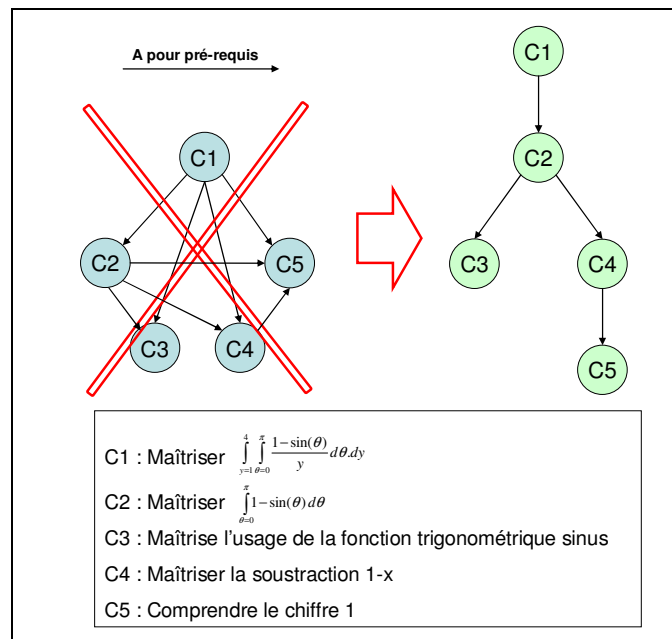 A pour pré-requis
C1
C2
C5
C3
C4
C1
C2
C3
C4
C5
C1 : Maîtriser ∫_{y=1}^{4} ∫_{θ=0}^{π} \frac{1-sin(θ)}{y} dθ.dy
C2 : Maîtriser ∫_{θ=0}^{π} 1-sin(θ) dθ
C3 : Maîtrise l'usage de la fonction trigonométrique sinus
C4 : Maîtriser la soustraction 1-x
C5 : Comprendre le chiffre 1